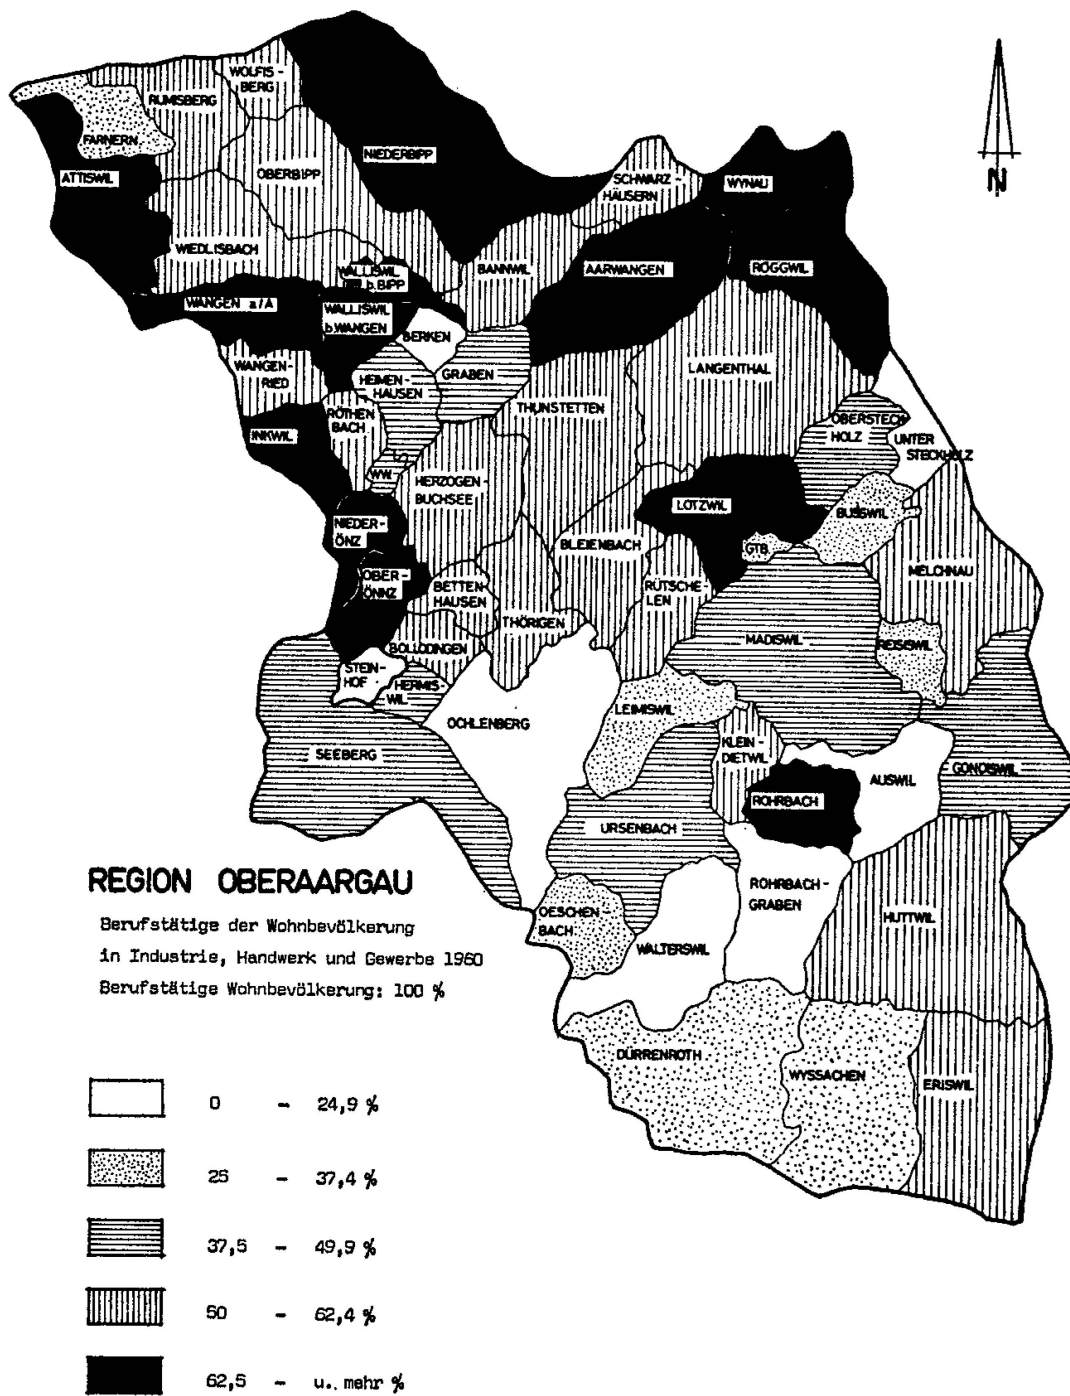 WOLFIS-
BERG
RUMISBERG
FARNERN
ATTISWIL
NIEDERBIPP
OBERBIPP
SCHWARZ-
HÄUSERN
WYNAU
N
WIEDLISBACH
WALLISWIL
b.BIPP
BANNWIL
AARWANGEN
ROGGWIL
WANGEN a/A
WALLISWIL
b.WANGEN
BERKEN
WANGEN-
RIED
HEIMEN-
HAUSEN
GRABEN
LANGENTHAL
RÖTHEN
BACH
THUNSTETTEN
INKWIL
OBERSTECK
HOLZ
UNTER
STECKHOLZ
WW.
HERZOGEN-
BUCHSEE
LOTZWIL
BUSSWIL
NIEDER-
ÖNZ
BLEIENBACH
GTB.
MELCHNAU
OBER-
ÖNNZ
BETTEN
HAUSEN
RÜTSCHE-
LEN
THÖRIGEN
BOLLODINGEN
MADISWIL
REISISWIL
STEIN-
HOF
HERMIS-
WIL
OCHLENBERG
LEIMISWIL
SEEBERG
KLEIN-
DIETWIL
AUSWIL
GONDISWIL
ROHRBACH
URSENBACH
REGION OBERAARGAU
ROHRBACH-
GRABEN
OESCHEN-
BACH
HUTTWIL
Berufstätige der Wohnbevölkerung
in Industrie, Handwerk und Gewerbe 1960
Berufstätige Wohnbevölkerung: 100 %
WALTERSWIL
DÜRRENROTH
WYSSACHEN
ERISWIL
0 - 24,9 %
25 - 37,4 %
37,5 - 49,9 %
50 - 62,4 %
62,5 - u. mehr %